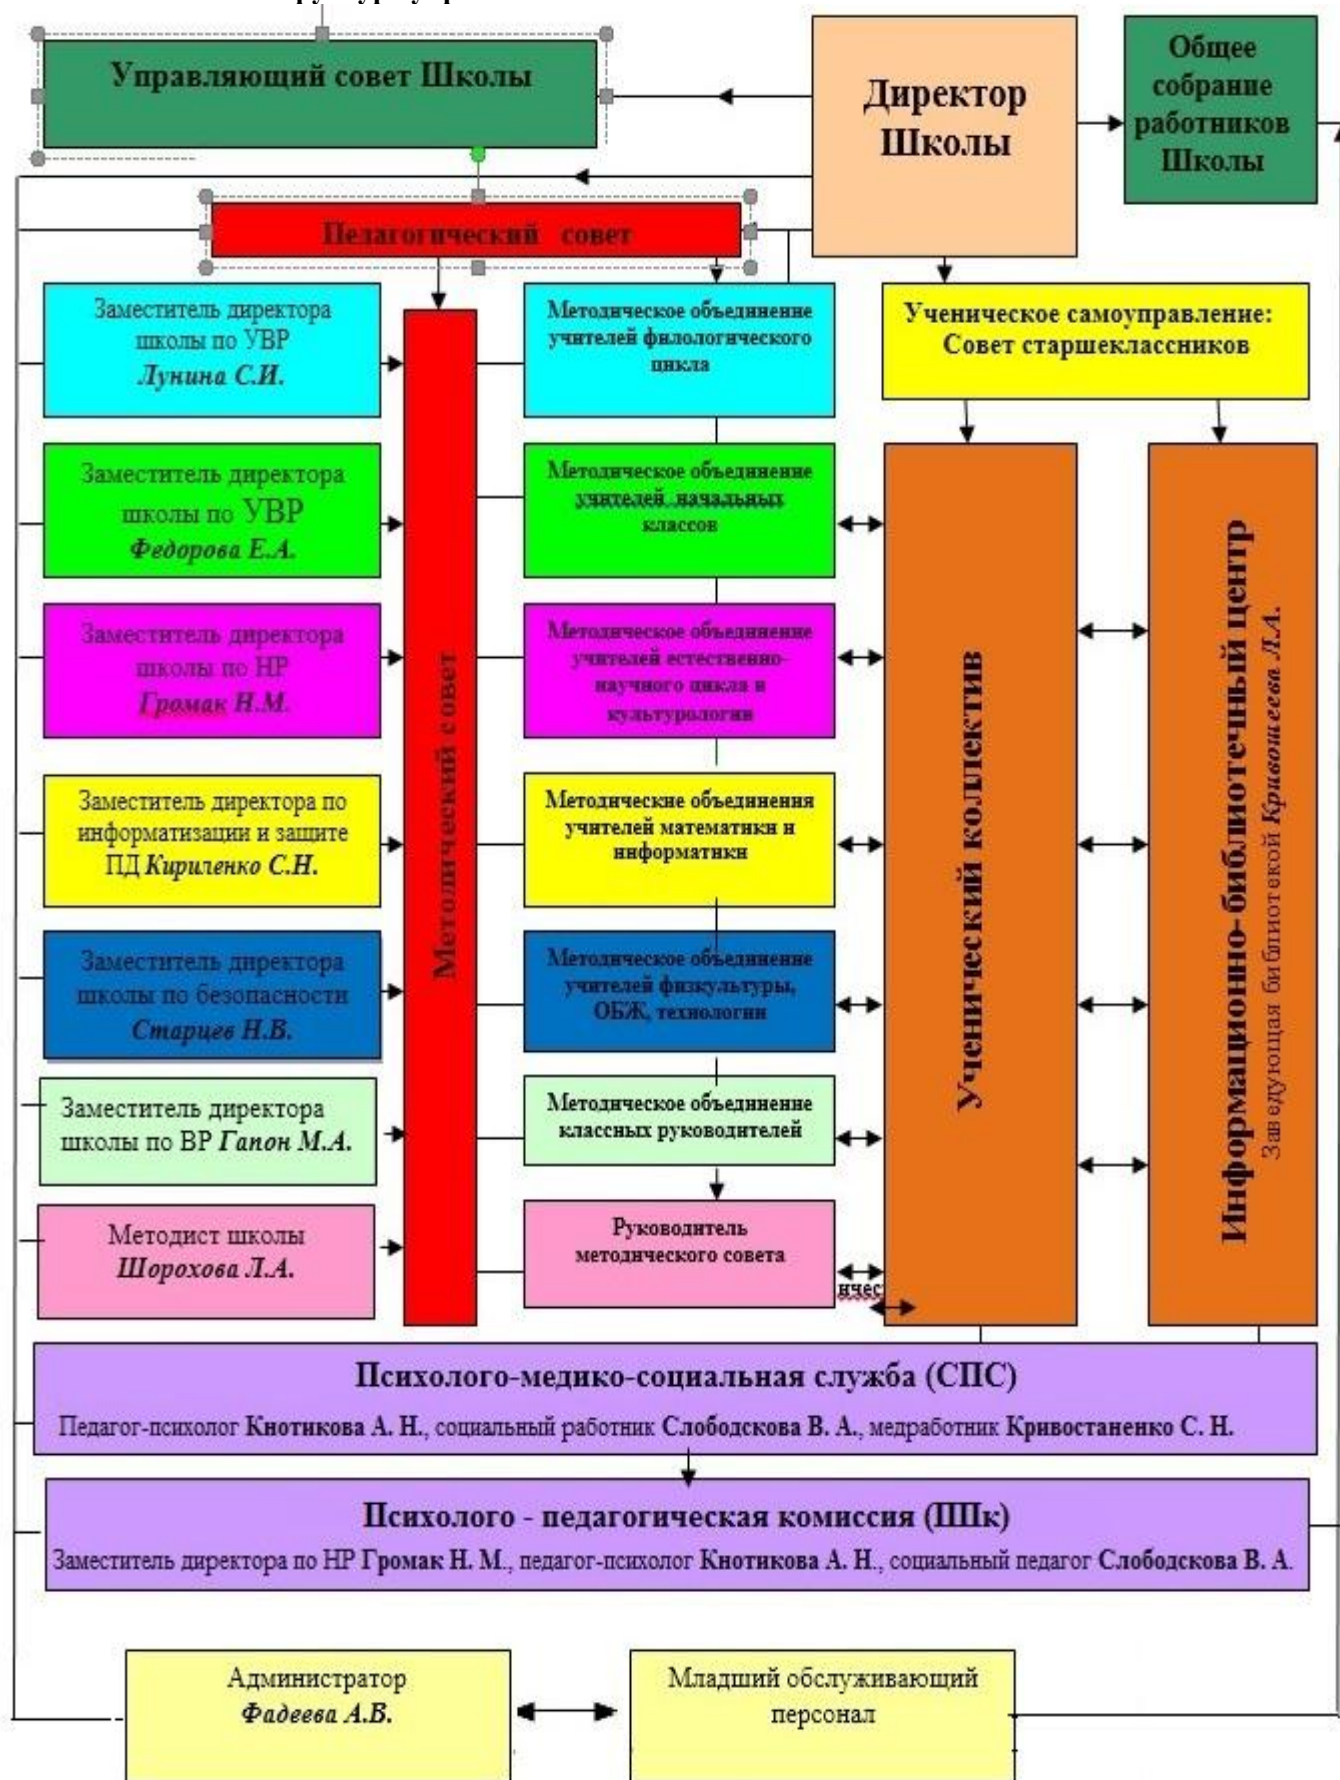 Управляющий совет Школы
Директор
Школы
Общее
собрание
работников
Школы
Педагогический совет
Заместитель директора
школы по УВР
Лунина С.И.
Методическое объединение
учителей филологического
цикла
Ученическое самоуправление:
Совет старшеклассников
Заместитель директора
школы по УВР
Федорова Е.А.
Методическое объединение
учителей начальных
классов
Заместитель директора
школы по НР
Громак Н.М.
Методическое объединение
учителей естественно-
научного цикла и
культурологии
Заместитель директора по
информатизации и защите
ПД Кириленко С.Н.
Методические объединения
учителей математики и
информатики
Заместитель директора
школы по безопасности
Старцев Н.В.
Методическое объединение
учителей физкультуры,
ОБЖ, технологии
Заместитель директора
школы по ВР Гапон М.А.
Методическое объединение
классных руководителей
Методист школы
Шорохова Л.А.
Руководитель
методического совета
Методический совет
Ученический коллектив
Информационно-библиотечный центр
Заведующая библиотекой Кривошеева Л.А.
Психолого-медико-социальная служба (СПС)
Педагог-психолог Кнотикова А. Н., социальный работник Слободскова В. А., медработник Кривостаненко С. Н.
Психолого - педагогическая комиссия (ППк)
Заместитель директора по НР Громак Н. М., педагог-психолог Кнотикова А. Н., социальный педагог Слободскова В. А.
Администратор
Фадеева А.В.
Младший обслуживающий
персонал